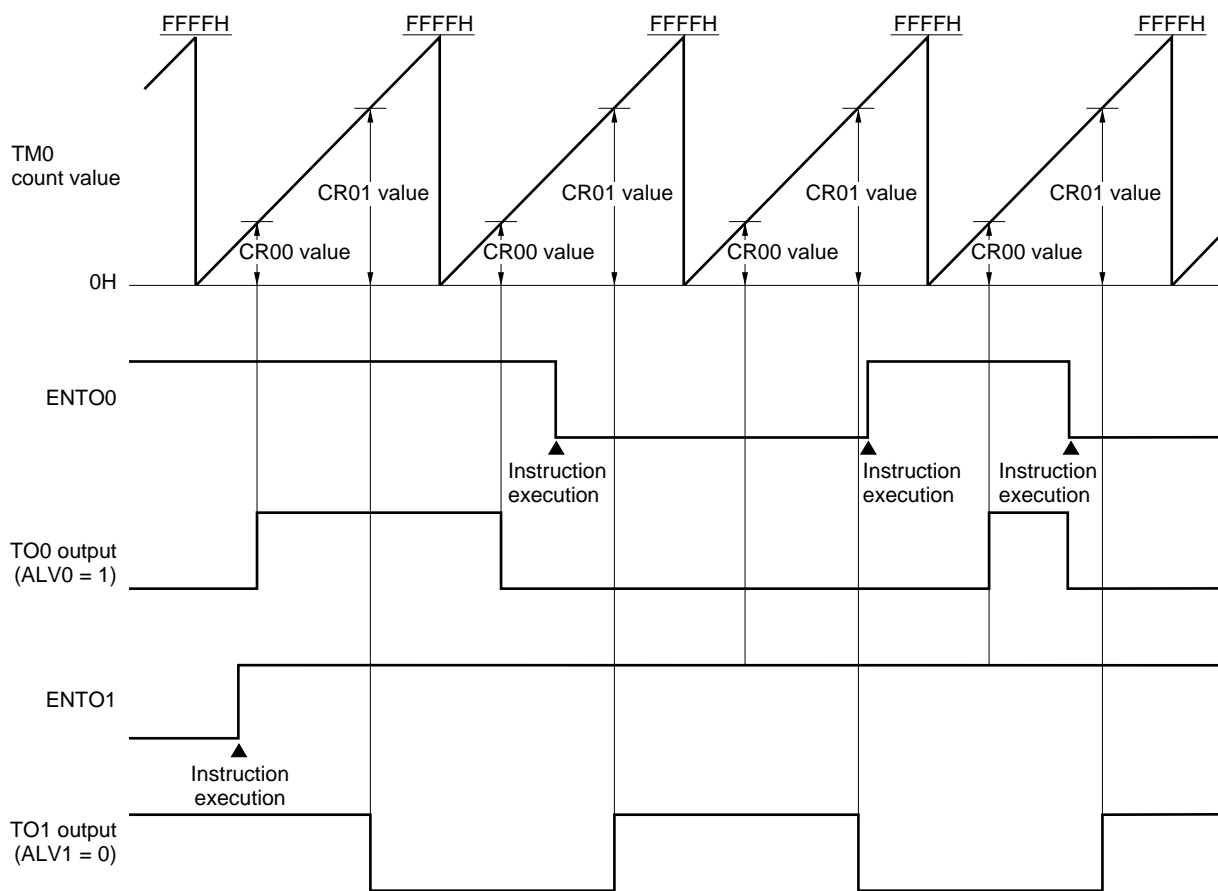 FFFFH FFFFH FFFFH FFFFH FFFFH
TM0
count value
CR01 value CR01 value CR01 value CR01 value
CR00 value CR00 value CR00 value CR00 value
0H
ENTO0
Instruction
execution
Instruction
execution
Instruction
execution
TO0 output
(ALV0 = 1)
ENTO1
Instruction
execution
TO1 output
(ALV1 = 0)